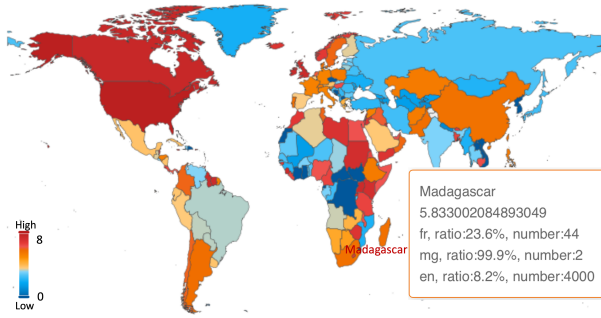 Madagascar
5.833002084893049
fr, ratio:23.6%, number:44
mg, ratio:99.9%, number:2
en, ratio:8.2%, number:4000
Madagascar
High
8
0
Low